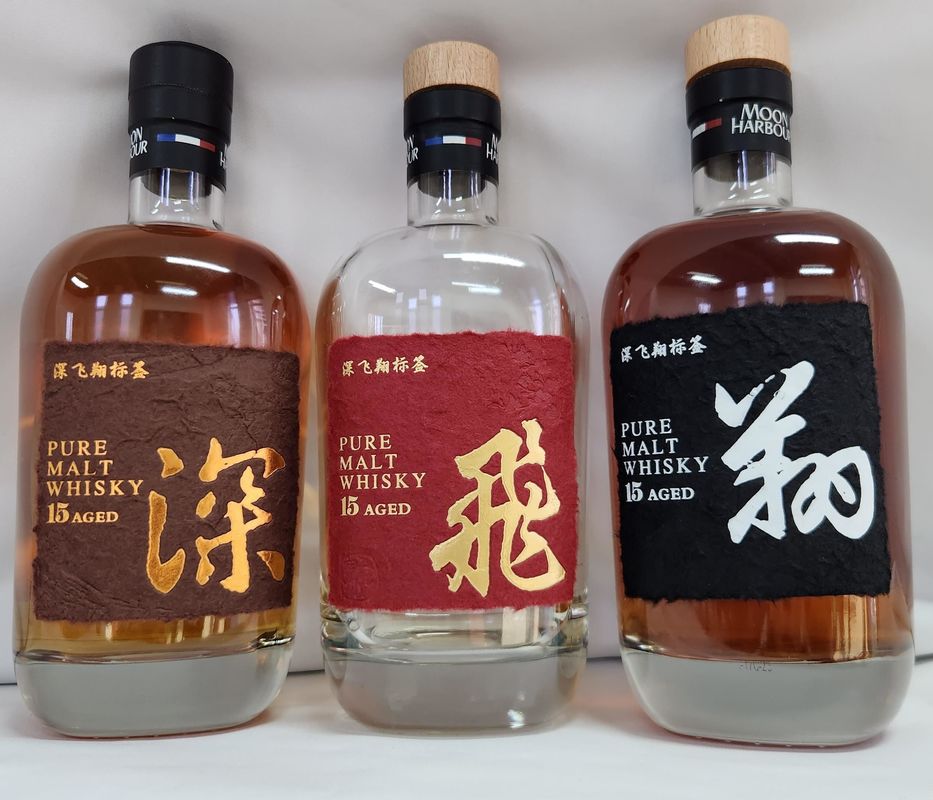 MOON
HARBOUR
深飞翔标签
PURE
MALT
WHISKY
15 AGED
深
深飞翔标签
PURE
MALT
WHISKY
15 AGED
飛
MOON
HARBOUR
深飞翔标签
PURE
MALT
WHISKY
15 AGED
翔